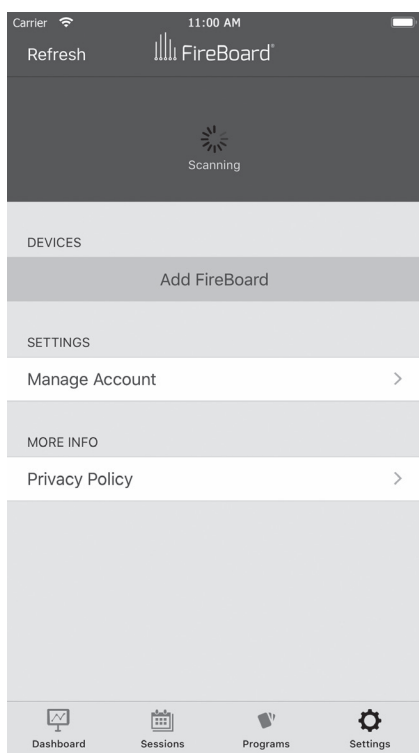 Carrier 11:00 AM
Refresh FireBoard®
Scanning
DEVICES
Add FireBoard
SETTINGS
Manage Account
MORE INFO
Privacy Policy
Dashboard Sessions Programs Settings